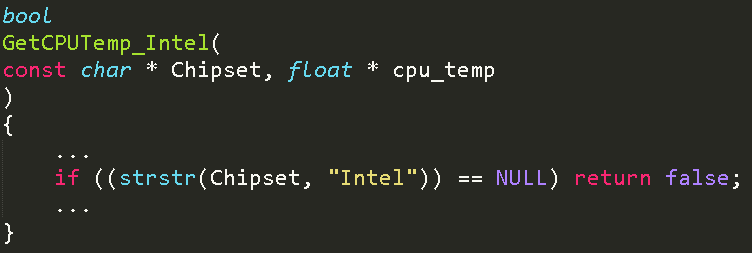 bool
GetCPUTemp_Intel(
const char * Chipset, float * cpu_temp
)
{
...
if ((strstr(Chipset, "Intel")) == NULL) return false;
...
}